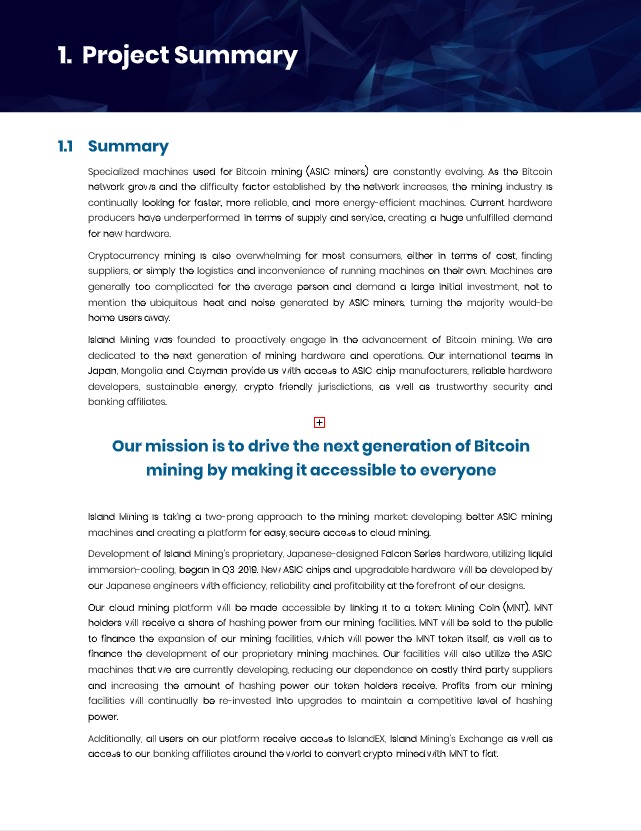 1. Project Summary
1.1 Summary
Specialized machines used for Bitcoin mining (ASIC miners) are constantly evolving. As the Bitcoin
network grows and the difficulty factor established by the network increases, the mining industry is
continually looking for faster, more reliable, and more energy-efficient machines. Current hardware
producers have underperformed in terms of supply and service, creating a huge unfulfilled demand
for new hardware.
Cryptocurrency mining is also overwhelming for most consumers, either in terms of cost, finding
suppliers, or simply the logistics and inconvenience of running machines on their own. Machines are
generally too complicated for the average person and demand a large initial investment, not to
mention the ubiquitous heat and noise generated by ASIC miners, turning the majority would-be
home users away.
Island Mining was founded to proactively engage in the advancement of Bitcoin mining. We are
dedicated to the next generation of mining hardware and operations. Our international teams in
Japan, Mongolia and Cayman provide us with access to ASIC chip manufacturers, reliable hardware
developers, sustainable energy, crypto friendly jurisdictions, as well as trustworthy security and
banking affiliates.
Our mission is to drive the next generation of Bitcoin
mining by making it accessible to everyone
Island Mining is taking a two-prong approach to the mining market: developing better ASIC mining
machines and creating a platform for easy, secure access to cloud mining.
Development of Island Mining's proprietary, Japanese-designed Falcon Series hardware, utilizing liquid
immersion-cooling, began in Q3 2019. New ASIC chips and upgradable hardware will be developed by
our Japanese engineers with efficiency, reliability and profitability at the forefront of our designs.
Our cloud mining platform will be made accessible by linking it to a token: Mining Coin (MNT). MNT
holders will receive a share of hashing power from our mining facilities. MNT will be sold to the public
to finance the expansion of our mining facilities, which will power the MNT token itself, as well as to
finance the development of our proprietary mining machines. Our facilities will also utilize the ASIC
machines that we are currently developing, reducing our dependence on costly third party suppliers
and increasing the amount of hashing power our token holders receive. Profits from our mining
facilities will continually be re-invested into upgrades to maintain a competitive level of hashing
power.
Additionally, all users on our platform receive access to IslandEX, Island Mining's Exchange as well as
access to our banking affiliates around the world to convert crypto mined with MNT to fiat.